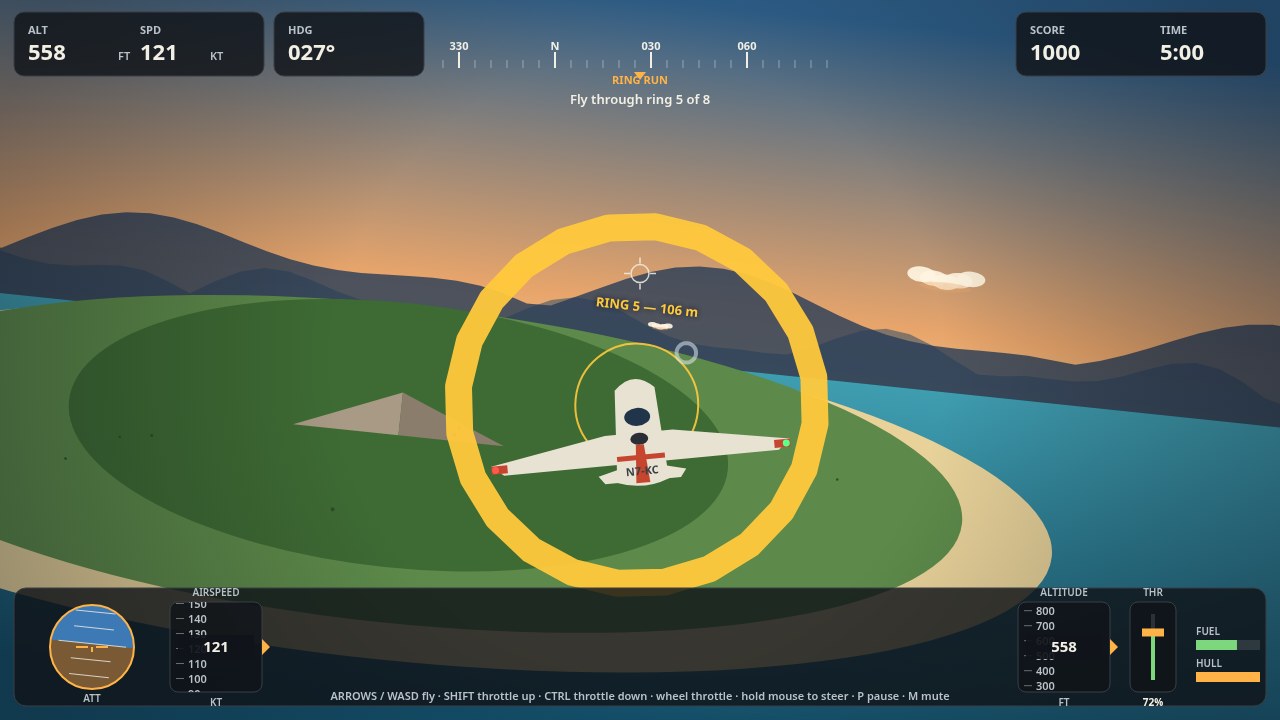 ALT
558 FT
SPD
121 KT
HDG
027°
330 N 030 060
RING RUN
Fly through ring 5 of 8
SCORE
1000
TIME
5:00
RING 5 — 106 m
N7-KC
ATT
AIRSPEED
150
140
130
121
110
100
KT
ARROWS / WASD fly · SHIFT throttle up · CTRL throttle down · wheel throttle · hold mouse to steer · P pause · M mute
ALTITUDE
800
700
558
400
300
FT
THR
72%
FUEL
HULL